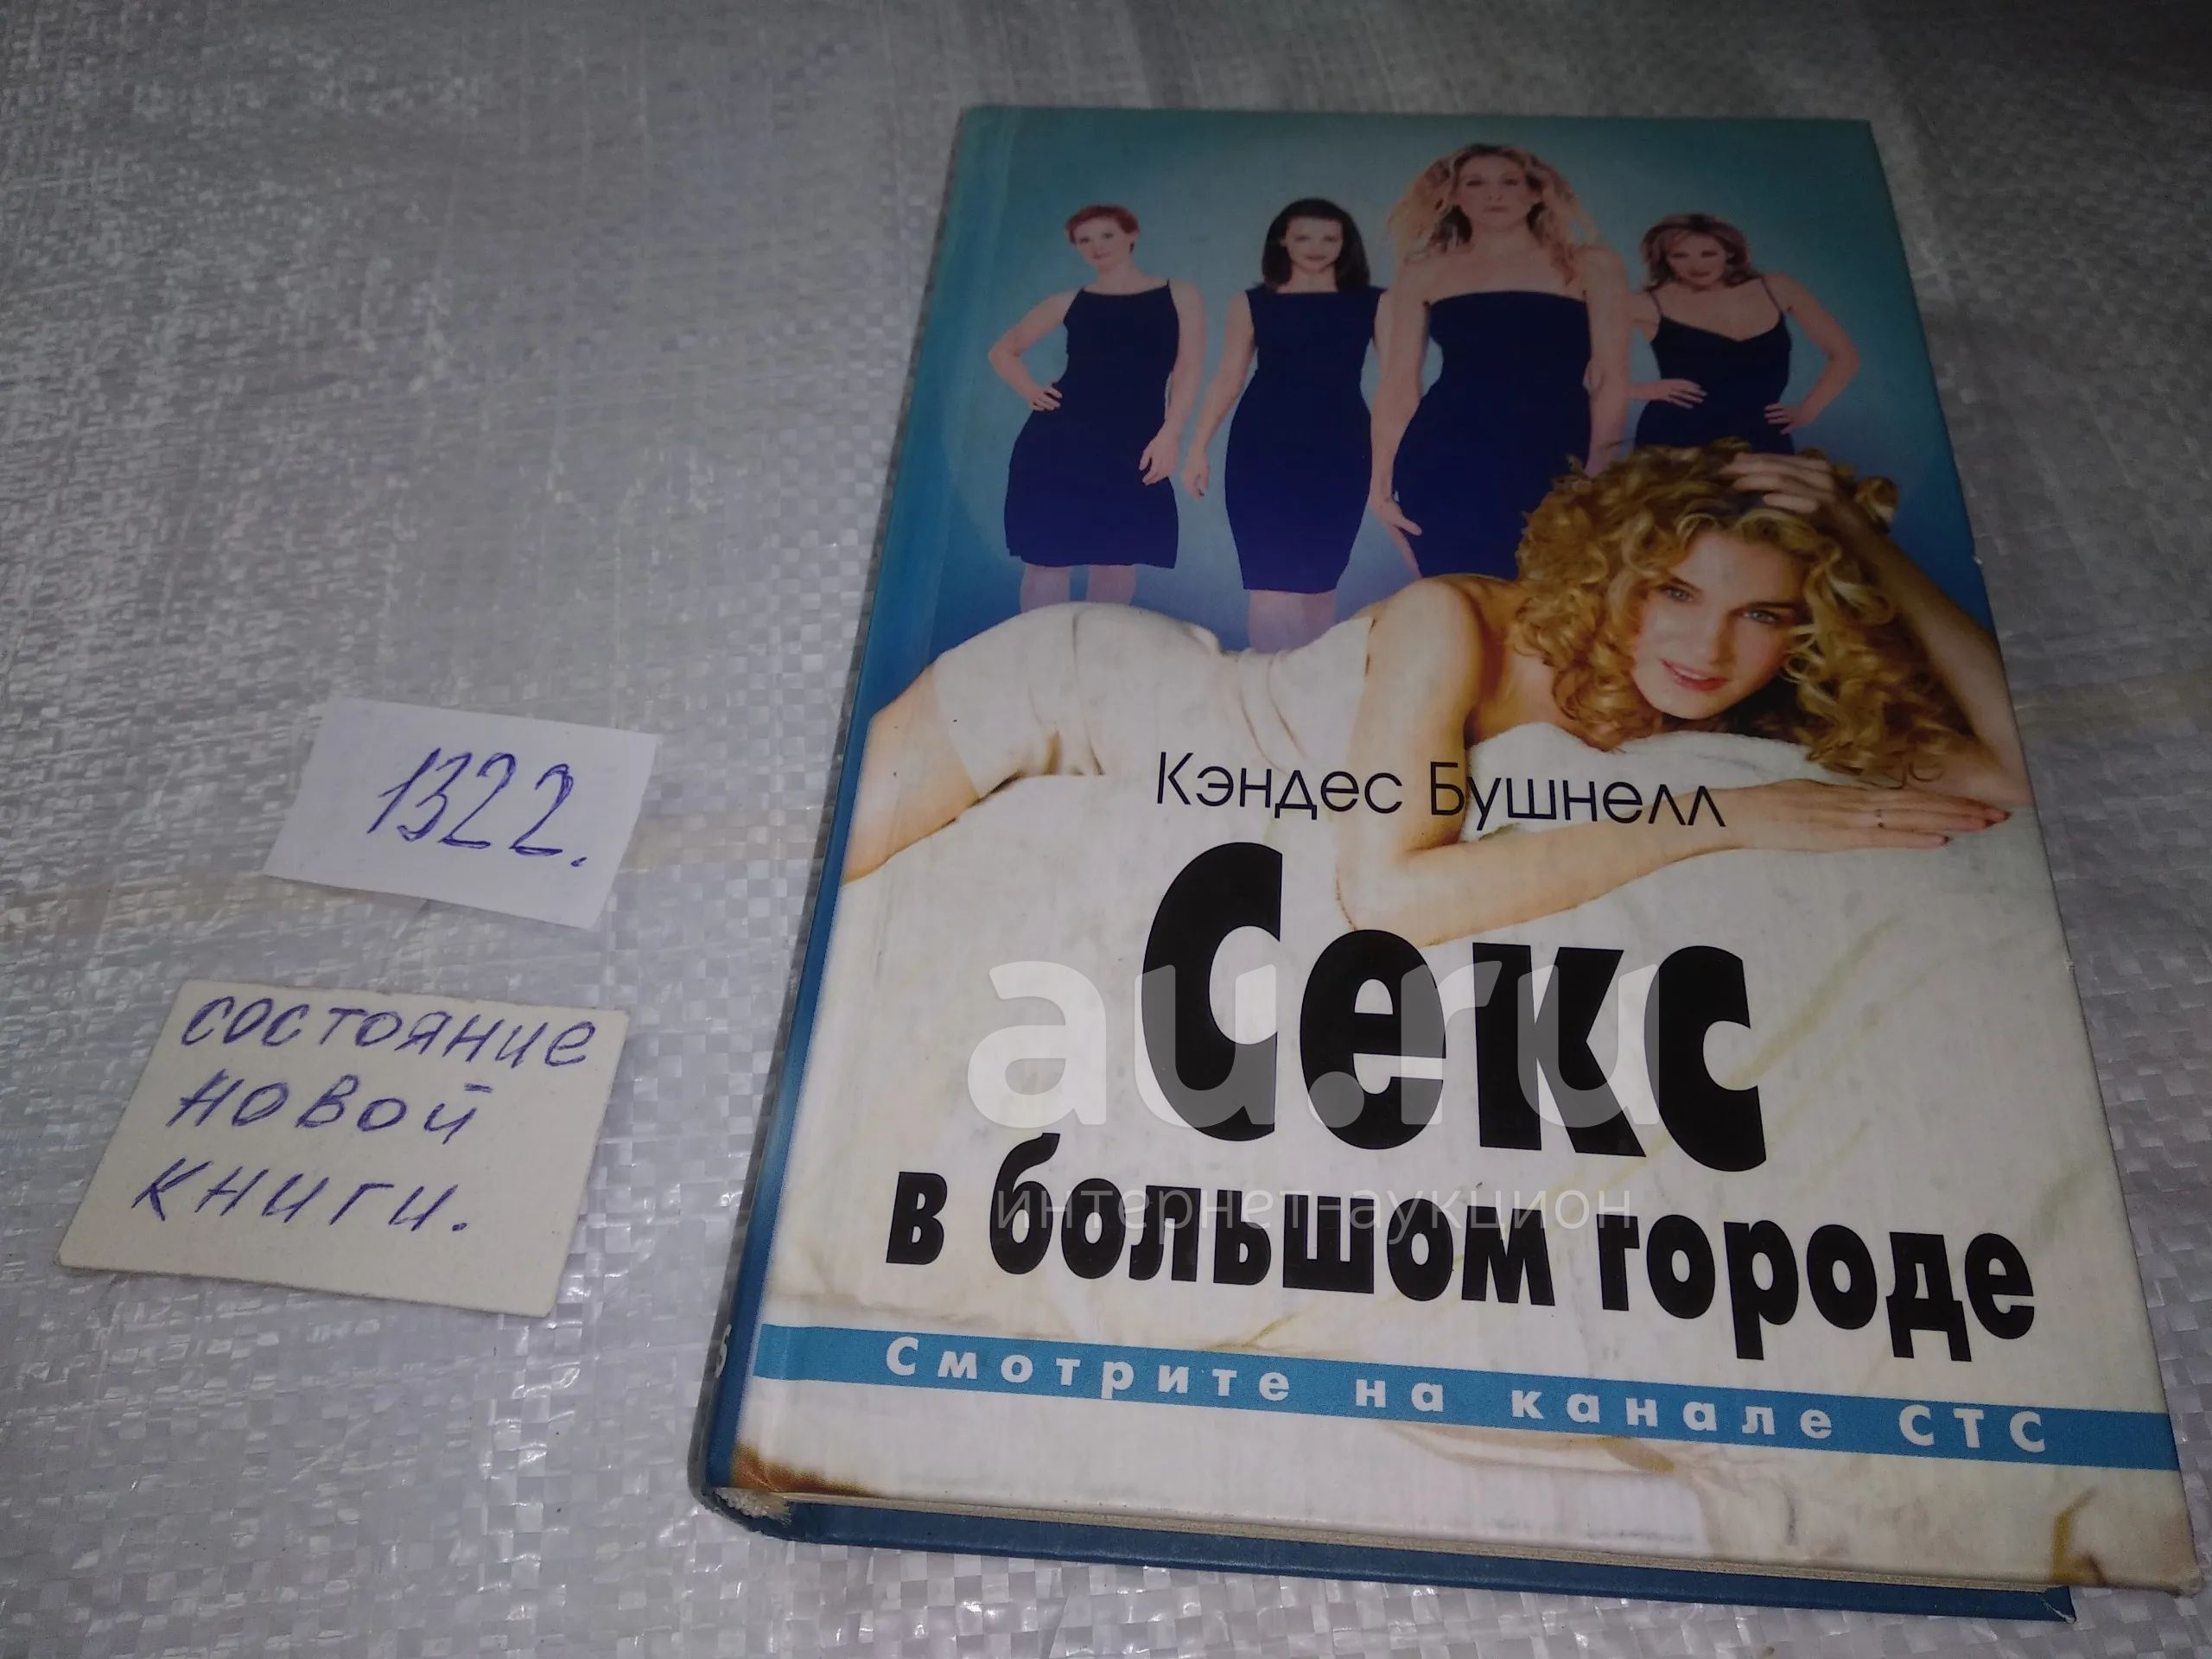 1322.
состояние
новой
книги.
Кэндес Бушнелл
Секс
в большом городе
Смотрите на канале СТС
au.ru
интернет-аукцион